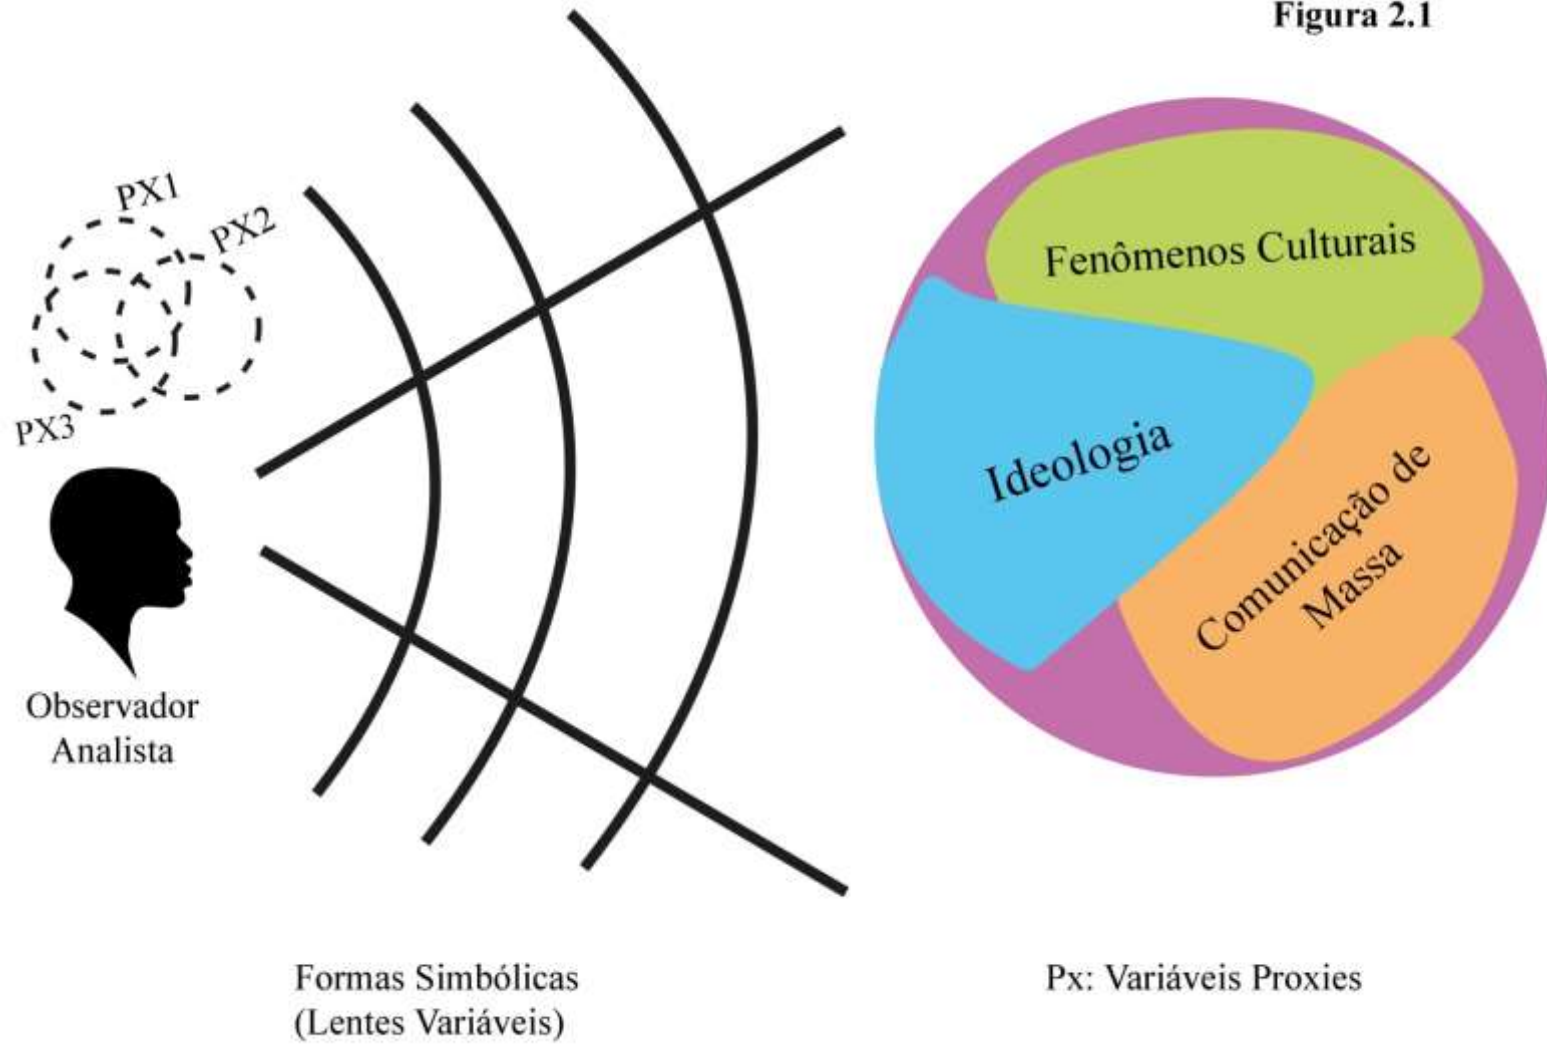 Figura 2.1
PX1
PX2
PX3
Observador
Analista
Fenômenos Culturais
Ideologia
Comunicação de
Massa
Formas Simbólicas
(Lentes Variáveis)
Px: Variáveis Proxies